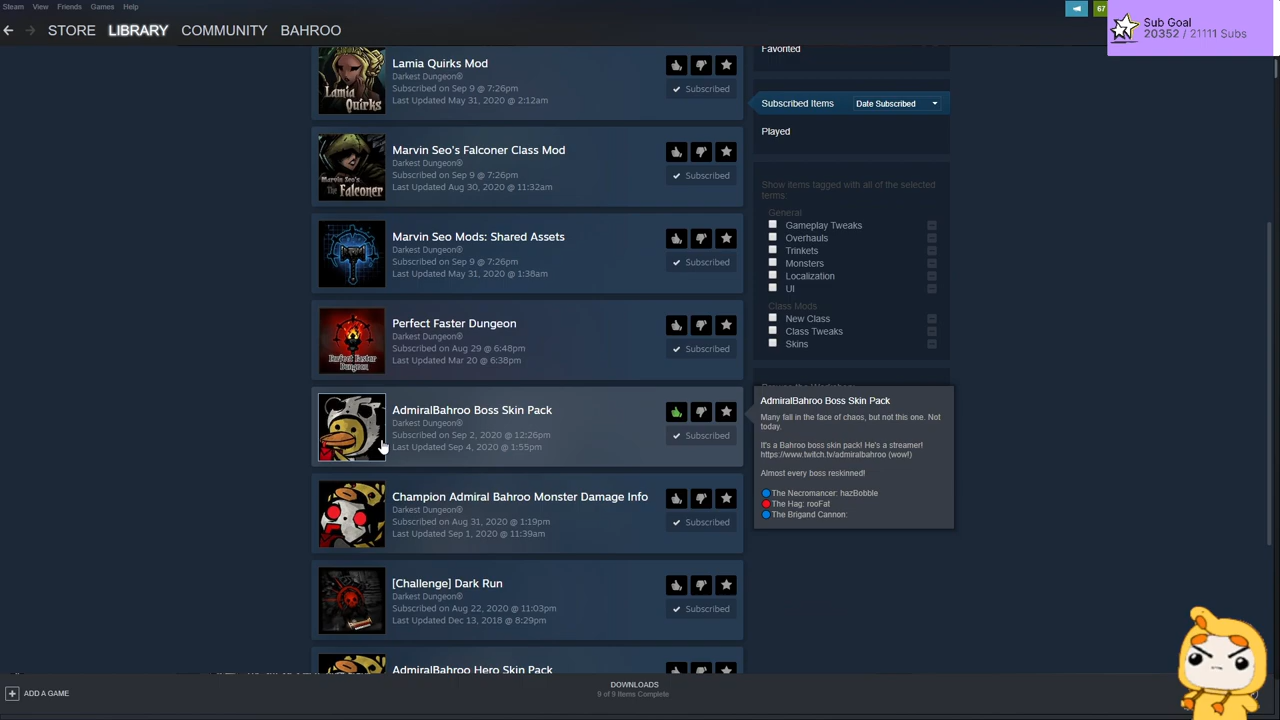 Steam View Friends Games Help
67
Sub Goal
20352 / 21111 Subs
STORE LIBRARY COMMUNITY BAHROO
Lamia Quirks
Lamia Quirks Mod
Darkest Dungeon®
Subscribed on Sep 9 @ 7:26pm
Last Updated May 31, 2020 @ 2:12am
Subscribed
Marvin Seo's
The Falconer
Marvin Seo's Falconer Class Mod
Darkest Dungeon®
Subscribed on Sep 9 @ 7:26pm
Last Updated Aug 30, 2020 @ 11:32am
Subscribed
Marvin Seo Mods: Shared Assets
Darkest Dungeon®
Subscribed on Sep 9 @ 7:26pm
Last Updated May 31, 2020 @ 1:38am
Subscribed
Perfect Faster
Dungeon
Perfect Faster Dungeon
Darkest Dungeon®
Subscribed on Aug 29 @ 6:48pm
Last Updated Mar 20 @ 6:38pm
Subscribed
AdmiralBahroo Boss Skin Pack
Darkest Dungeon®
Subscribed on Sep 2, 2020 @ 12:26pm
Last Updated Sep 4, 2020 @ 1:55pm
Subscribed
Champion Admiral Bahroo Monster Damage Info
Darkest Dungeon®
Subscribed on Aug 31, 2020 @ 1:19pm
Last Updated Sep 1, 2020 @ 11:39am
Subscribed
[Challenge] Dark Run
Darkest Dungeon®
Subscribed on Aug 22, 2020 @ 11:03pm
Last Updated Dec 13, 2018 @ 8:29pm
Subscribed
AdmiralBahroo Hero Skin Pack
Favorited
Subscribed Items Date Subscribed
Played
Show items tagged with all of the selected
terms.
General
Gameplay Tweaks
Overhauls
Trinkets
Monsters
Localization
UI
Class Mods
New Class
Class Tweaks
Skins
AdmiralBahroo Boss Skin Pack
Many fall in the face of chaos, but not this one. Not
today.
It's a Bahroo boss skin pack! He's a streamer!
https://www.twitch.tv/admiralbahroo (wow!)
Almost every boss reskinned!
The Necromancer: hazBobble
The Hag: rooFat
The Brigand Cannon:
ADD A GAME
DOWNLOADS
9 of 9 Items Complete